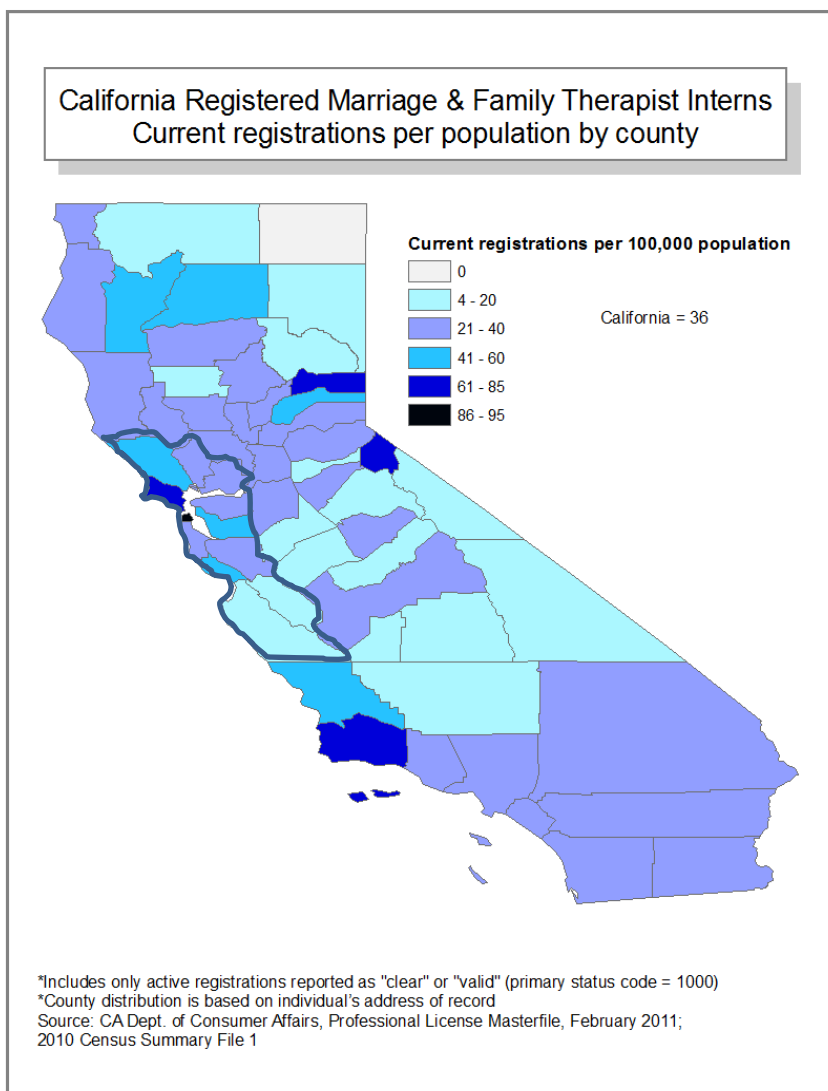 California Registered Marriage & Family Therapist Interns
Current registrations per population by county
Current registrations per 100,000 population
0
4 - 20
21 - 40
41 - 60
61 - 85
86 - 95
California = 36
*Includes only active registrations reported as "clear" or "valid" (primary status code = 1000)
*County distribution is based on individual's address of record
Source: CA Dept. of Consumer Affairs, Professional License Masterfile, February 2011;
2010 Census Summary File 1